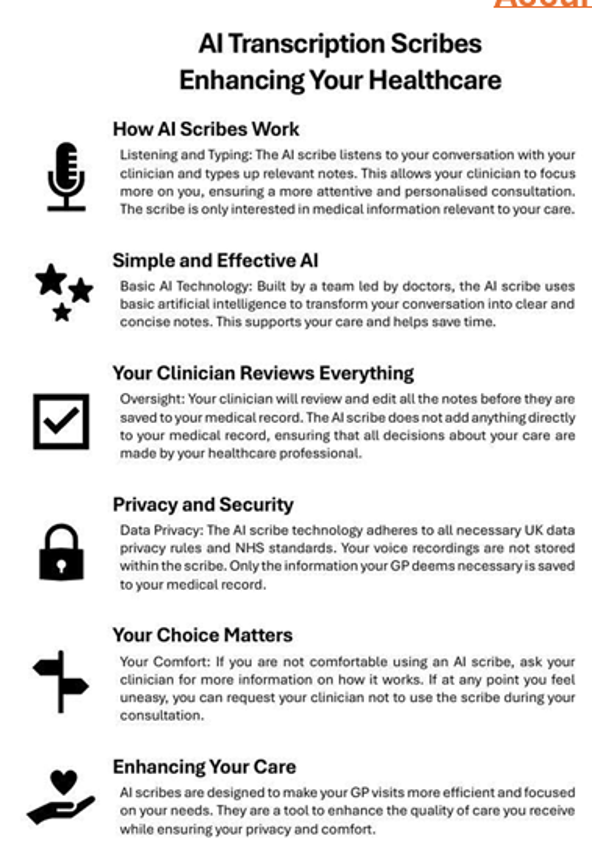 AI Transcription Scribes
Enhancing Your Healthcare
How AI Scribes Work
Listening and Typing: The AI scribe listens to your conversation with your
clinician and types up relevant notes. This allows your clinician to focus
more on you, ensuring a more attentive and personalised consultation.
The scribe is only interested in medical information relevant to your care.
Simple and Effective AI
Basic AI Technology: Built by a team led by doctors, the AI scribe uses
basic artificial intelligence to transform your conversation into clear and
concise notes. This supports your care and helps save time.
Your Clinician Reviews Everything
Oversight: Your clinician will review and edit all the notes before they are
saved to your medical record. The AI scribe does not add anything directly
to your medical record, ensuring that all decisions about your care are
made by your healthcare professional.
Privacy and Security
Data Privacy: The AI scribe technology adheres to all necessary UK data
privacy rules and NHS standards. Your voice recordings are not stored
within the scribe. Only the information your GP deems necessary is saved
to your medical record.
Your Choice Matters
Your Comfort: If you are not comfortable using an AI scribe, ask your
clinician for more information on how it works. If at any point you feel
uneasy, you can request your clinician not to use the scribe during your
consultation.
Enhancing Your Care
AI scribes are designed to make your GP visits more efficient and focused
on your needs. They are a tool to enhance the quality of care you receive
while ensuring your privacy and comfort.